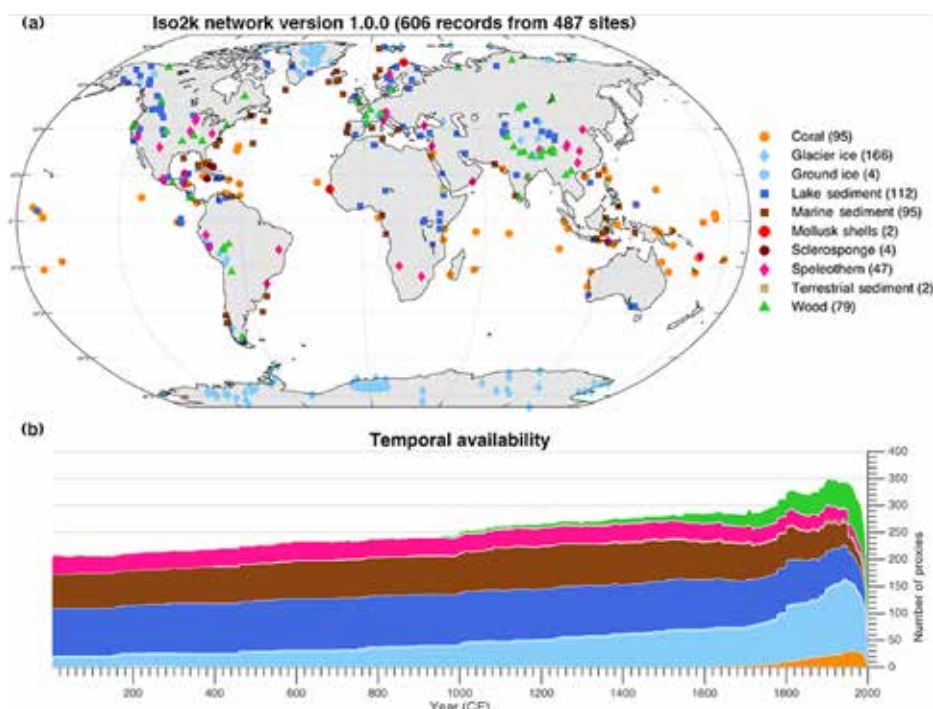 (a)
Iso2k network version 1.0.0 (606 records from 487 sites)
Coral (95)
Glacier ice (166)
Ground ice (4)
Lake sediment (112)
Marine sediment (95)
Mollusk shells (2)
Sclerosponge (4)
Speleothem (47)
Terrestrial sediment (2)
Wood (79)
(b)
Temporal availability
400
350
300
250
200
150
100
50
0
Number of proxies
200
400
600
800
1000
1200
1400
1600
1800
2000
Year (CE)